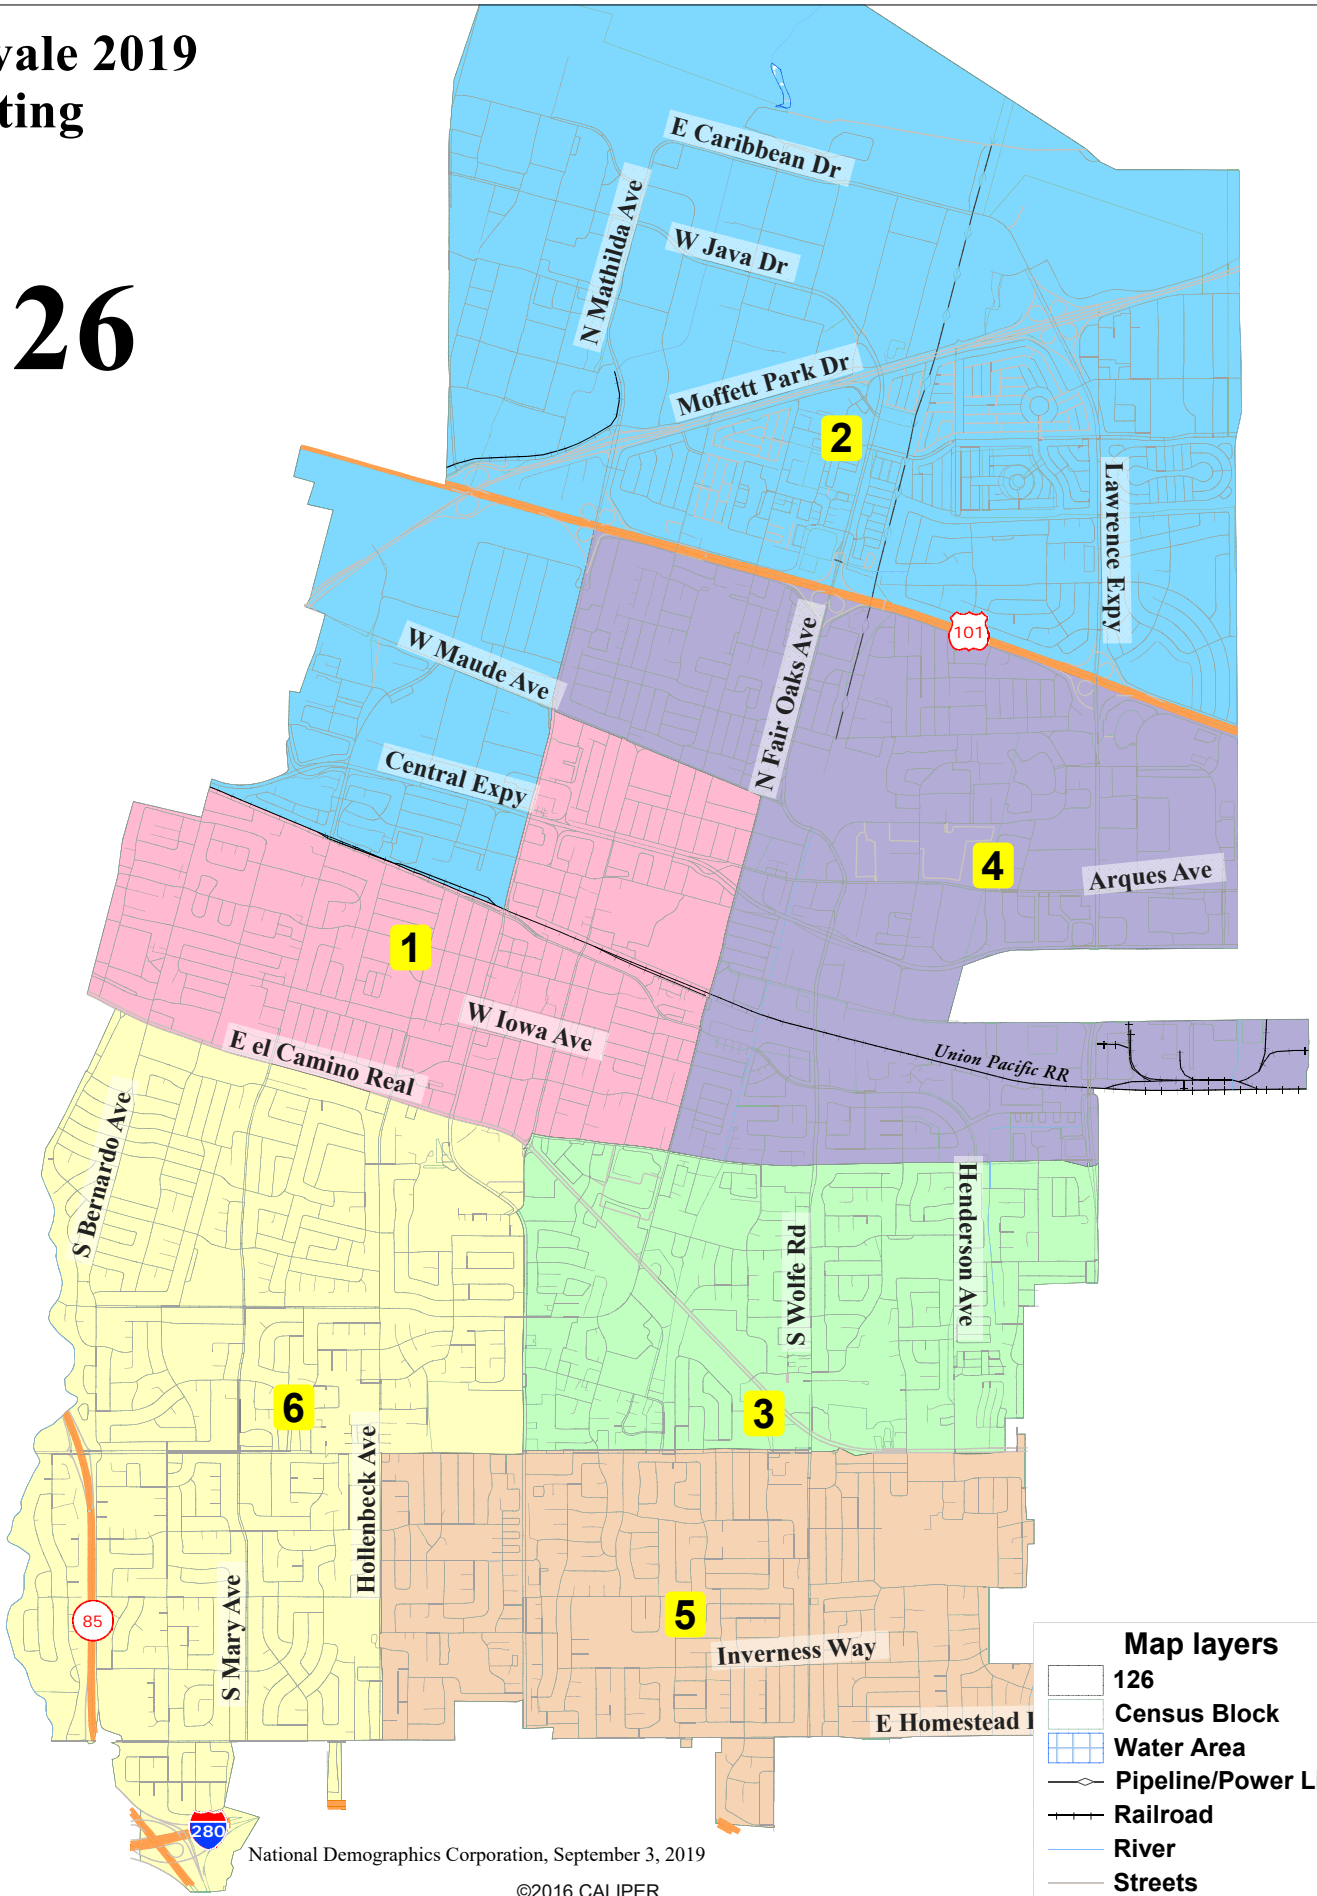 vale 2019
ting
26
E Caribbean Dr
N Mathilda Ave
W Java Dr
Moffett Park Dr
2
Lawrence Expy
101
W Maude Ave
N Fair Oaks Ave
Central Expy
4
Arques Ave
1
W Iowa Ave
E el Camino Real
Union Pacific RR
S Bernardo Ave
Henderson Ave
S Wolfe Rd
6
3
Hollenbeck Ave
5
85
S Mary Ave
Inverness Way
E Homestead
280
Map layers
126
Census Block
Water Area
Pipeline/Power Li
Railroad
River
Streets
National Demographics Corporation, September 3, 2019
©2016 CALIPER